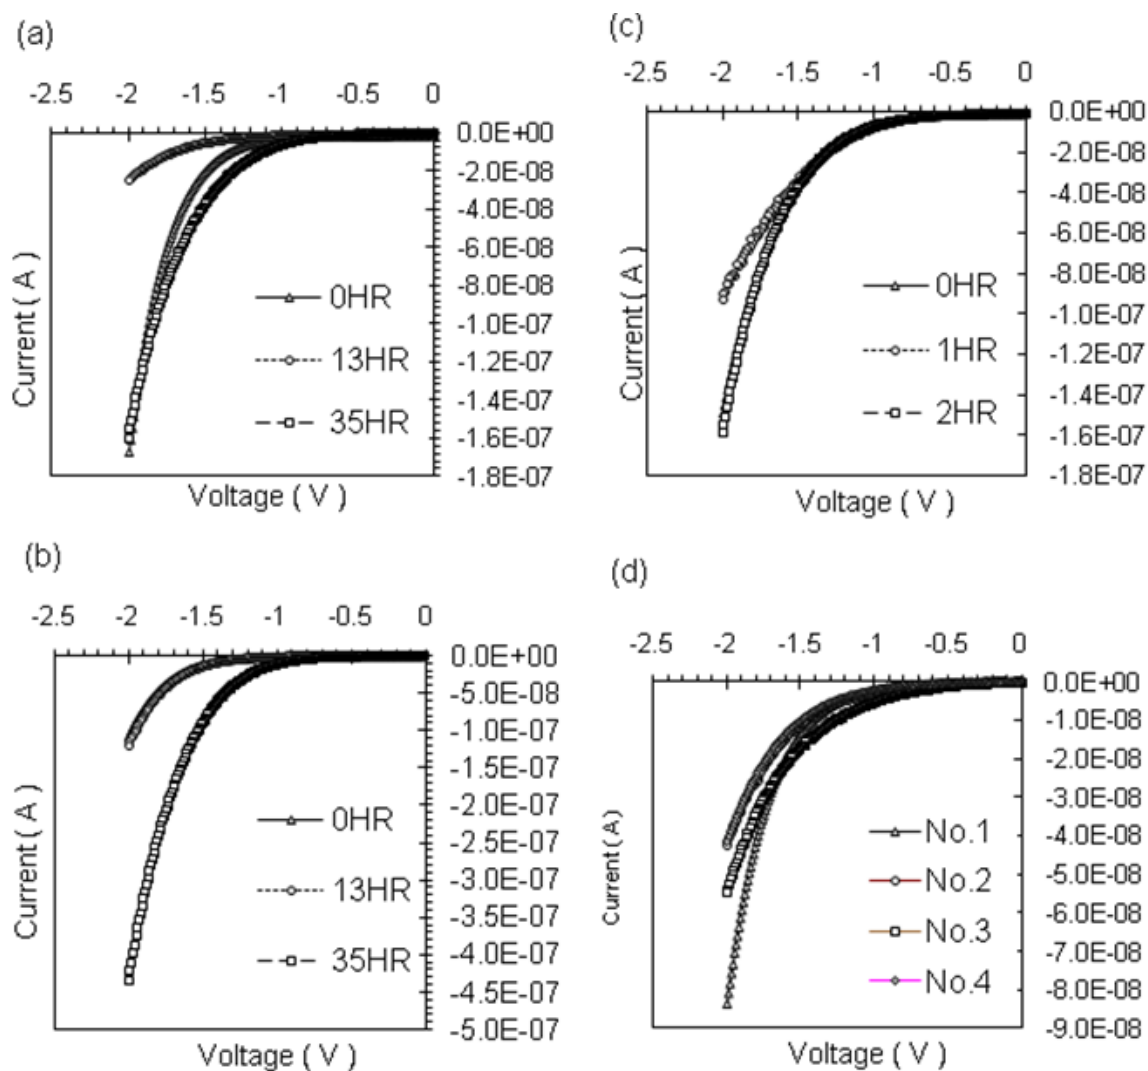 (a)
-2.5 -2 -1.5 -1 -0.5 0
0.0E+00
-2.0E-08
-4.0E-08
-6.0E-08
-8.0E-08
-1.0E-07
-1.2E-07
-1.4E-07
-1.6E-07
-1.8E-07
Current ( A )
0HR
13HR
35HR
Voltage ( V )
(c)
-2.5 -2 -1.5 -1 -0.5 0
0.0E+00
-2.0E-08
-4.0E-08
-6.0E-08
-8.0E-08
-1.0E-07
-1.2E-07
-1.4E-07
-1.6E-07
-1.8E-07
Current ( A )
0HR
1HR
2HR
Voltage ( V )
(b)
-2.5 -2 -1.5 -1 -0.5 0
0.0E+00
-5.0E-08
-1.0E-07
-1.5E-07
-2.0E-07
-2.5E-07
-3.0E-07
-3.5E-07
-4.0E-07
-4.5E-07
-5.0E-07
Current ( A )
0HR
13HR
35HR
Voltage ( V )
(d)
-2.5 -2 -1.5 -1 -0.5 0
0.0E+00
-1.0E-08
-2.0E-08
-3.0E-08
-4.0E-08
-5.0E-08
-6.0E-08
-7.0E-08
-8.0E-08
-9.0E-08
Current ( A)
No.1
No.2
No.3
No.4
Voltage ( V )